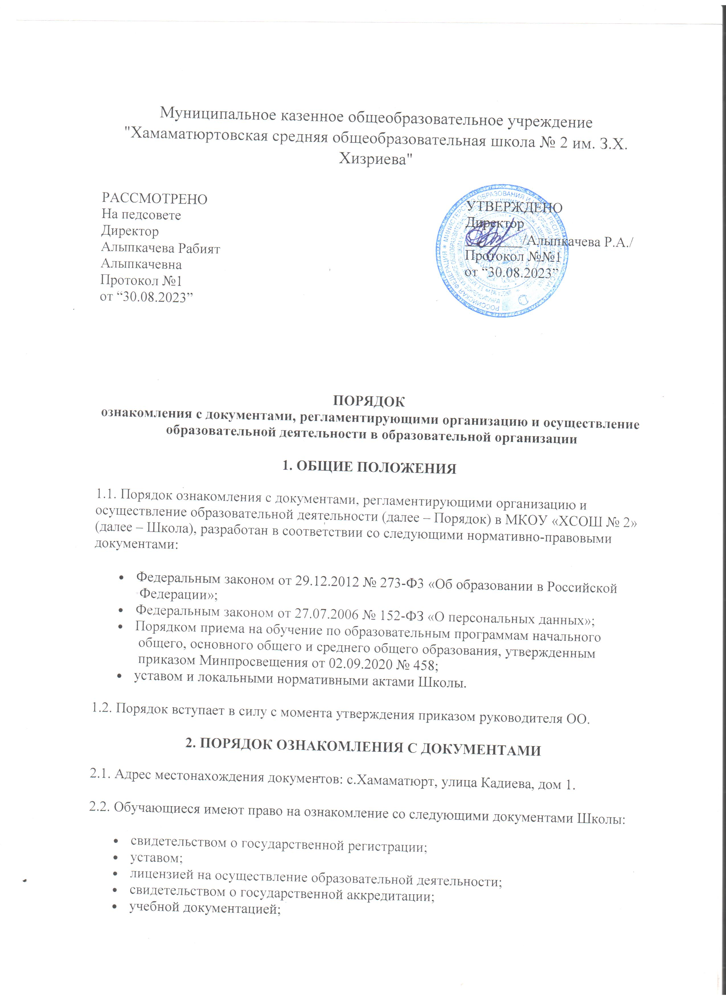 Муниципальное казенное общеобразовательное учреждение
"Хамаматюртовская средняя общеобразовательная школа № 2 им. З.Х.
Хизриева"
РАССМОТРЕНО
На педсовете
Директор
Алыпкачева Рабият
Алыпкачевна
Протокол №1
от “30.08.2023”
УТВЕРЖДЕНО
Директор
/Алыпкачева Р.А./
Протокол №№1
от “30.08.2023”
РОССИЙСКАЯ ФЕДЕРАЦИЯ * МИНИСТЕРСТВО ОБРАЗОВАНИЯ И НАУКИ РЕСПУБЛИКИ ДАГЕСТАН
ПОРЯДОК
ознакомления с документами, регламентирующими организацию и осуществление
образовательной деятельности в образовательной организации
1. ОБЩИЕ ПОЛОЖЕНИЯ
1.1. Порядок ознакомления с документами, регламентирующими организацию и
осуществление образовательной деятельности (далее – Порядок) в МКОУ «ХСОШ № 2»
(далее – Школа), разработан в соответствии со следующими нормативно-правовыми
документами:
• Федеральным законом от 29.12.2012 № 273-ФЗ «Об образовании в Российской
Федерации»;
• Федеральным законом от 27.07.2006 № 152-ФЗ «О персональных данных»;
• Порядком приема на обучение по образовательным программам начального
общего, основного общего и среднего общего образования, утвержденным
приказом Минпросвещения от 02.09.2020 № 458;
• уставом и локальными нормативными актами Школы.
1.2. Порядок вступает в силу с момента утверждения приказом руководителя ОО.
2. ПОРЯДОК ОЗНАКОМЛЕНИЯ С ДОКУМЕНТАМИ
2.1. Адрес местонахождения документов: с.Хамаматюрт, улица Кадиева, дом 1.
2.2. Обучающиеся имеют право на ознакомление со следующими документами Школы:
• свидетельством о государственной регистрации;
• уставом;
• лицензией на осуществление образовательной деятельности;
• свидетельством о государственной аккредитации;
• учебной документацией;